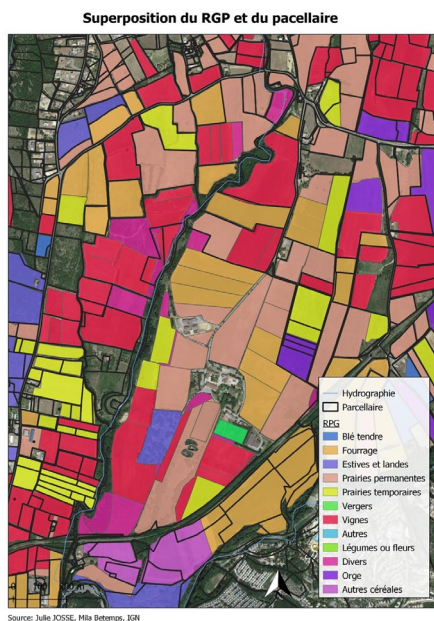 Superposition du RGP et du pacellaire
Hydrographie
Parcellaire
RPG
Blé tendre
Fourrage
Estives et landes
Prairies permanentes
Prairies temporaires
Vergers
Vignes
Autres
Légumes ou fleurs
Divers
Orge
Autres céréales
Source: Julie JOSSE, Mila Betemps, IGN